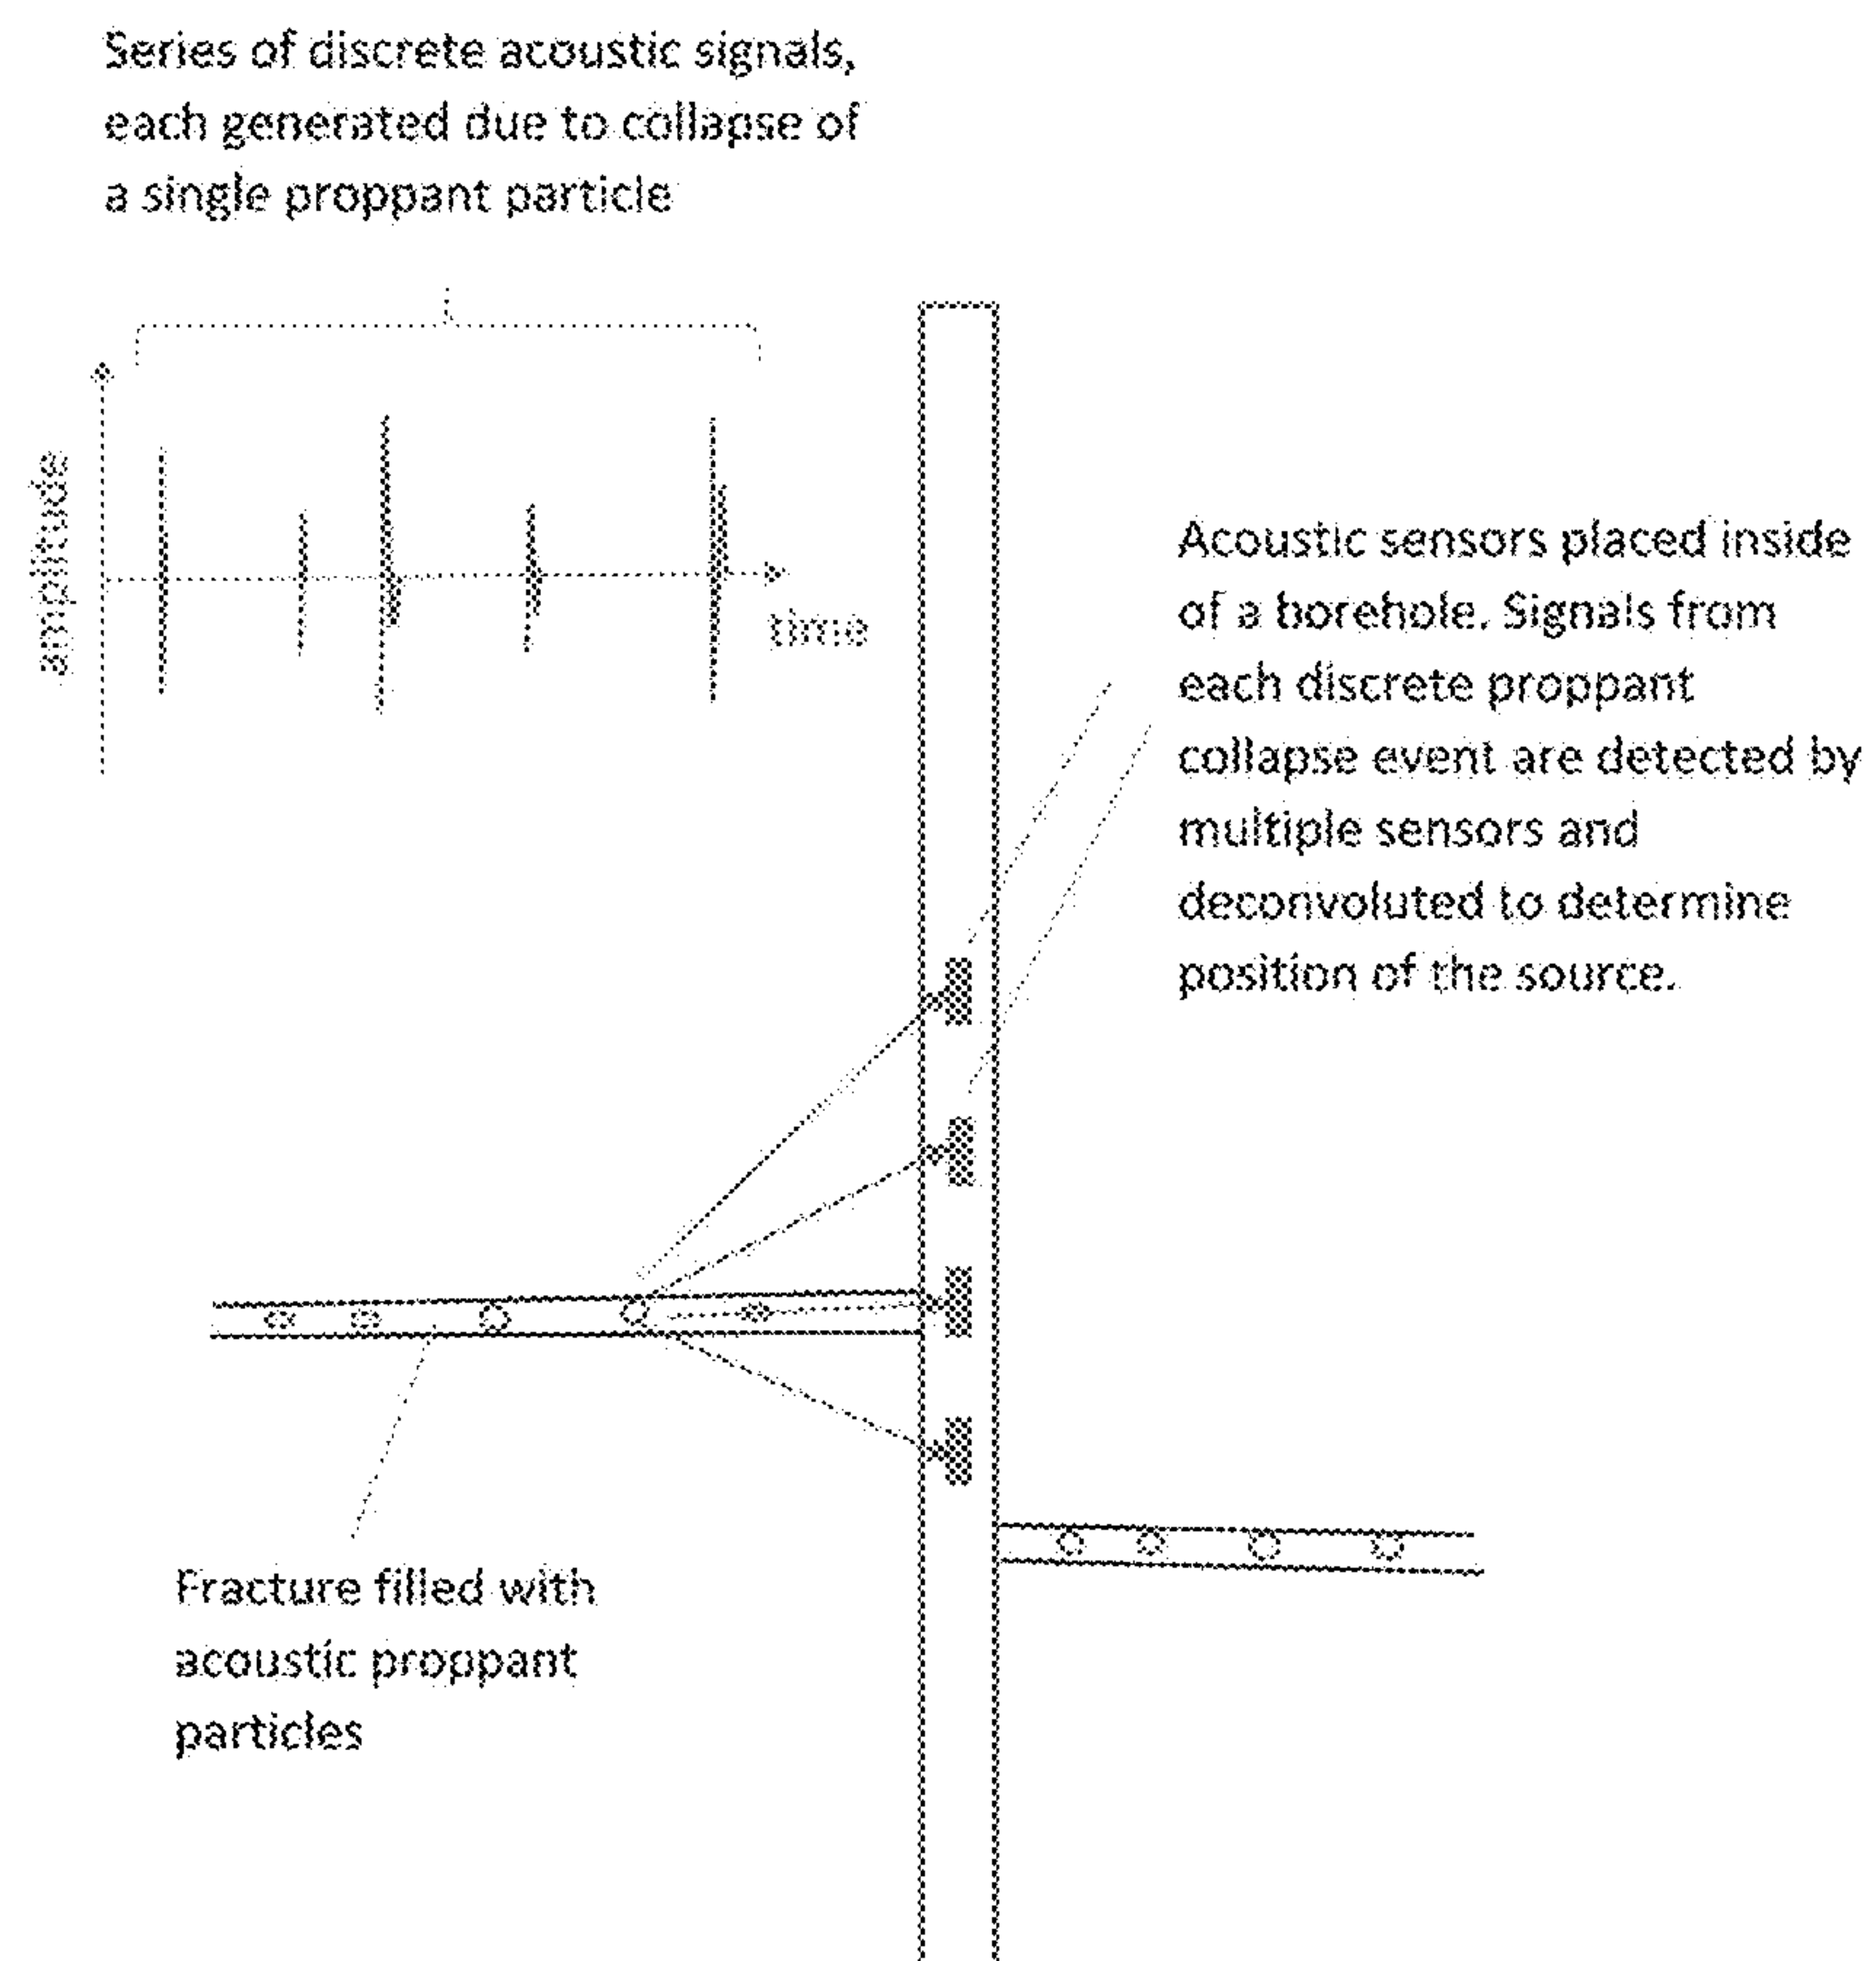 Series of discrete acoustic signals,
each generated due to collapse of
a single proppant particle
amplitude
time
Acoustic sensors placed inside
of a borehole. Signals from
each discrete proppant
collapse event are detected by
multiple sensors and
deconvoluted to determine
position of the source.
Fracture filled with
acoustic proppant
particles